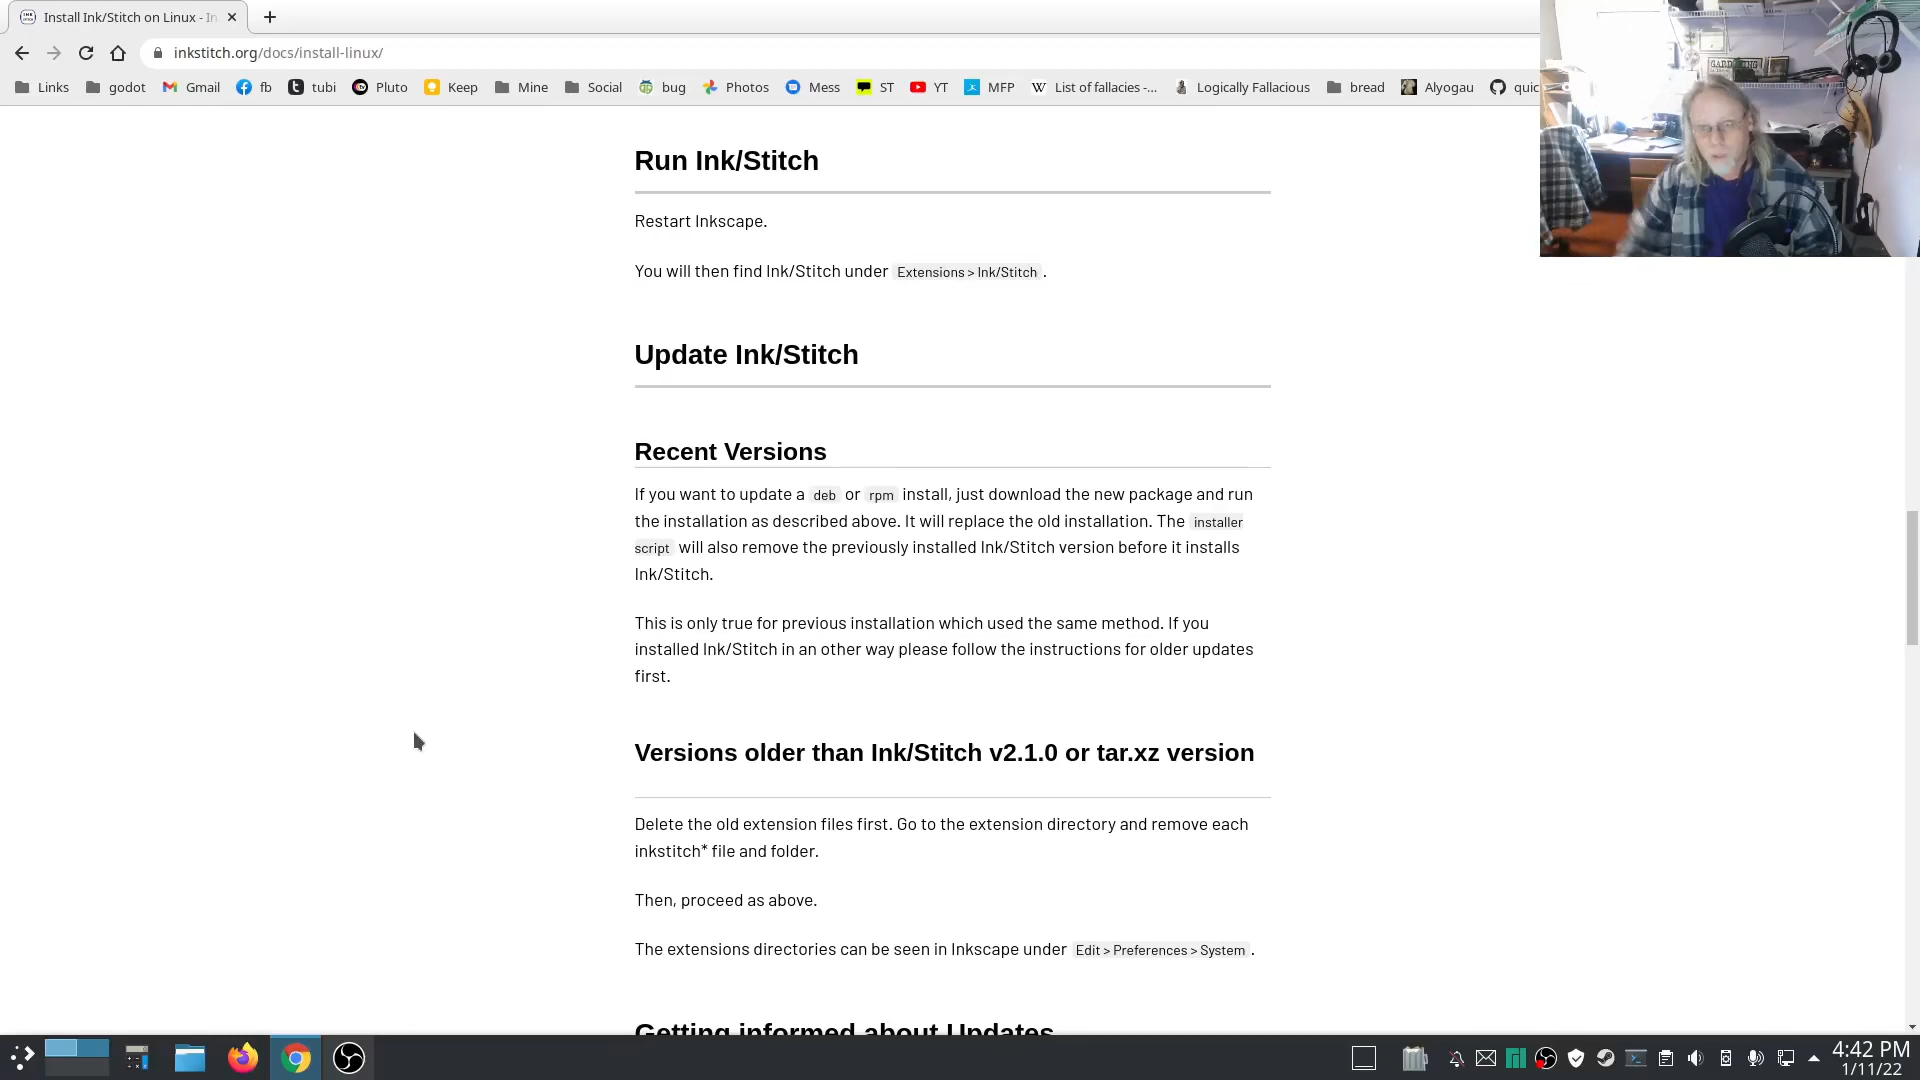 Install Ink/Stitch on Linux - In
inkstitch.org/docs/install-linux/
Links godot Gmail fb tubi Pluto Keep Mine Social bug Photos Mess ST YT MFP List of fallacies -... Logically Fallacious bread Alyogau quic
GARDENING
Run Ink/Stitch
Restart Inkscape.
You will then find Ink/Stitch under Extensions > Ink/Stitch .
Update Ink/Stitch
Recent Versions
If you want to update a deb or rpm install, just download the new package and run
the installation as described above. It will replace the old installation. The installer
script will also remove the previously installed Ink/Stitch version before it installs
Ink/Stitch.
This is only true for previous installation which used the same method. If you
installed Ink/Stitch in an other way please follow the instructions for older updates
first.
Versions older than Ink/Stitch v2.1.0 or tar.xz version
Delete the old extension files first. Go to the extension directory and remove each
inkstitch* file and folder.
Then, proceed as above.
The extensions directories can be seen in Inkscape under Edit > Preferences > System .
Getting informed about Updates
4:42 PM
1/11/22